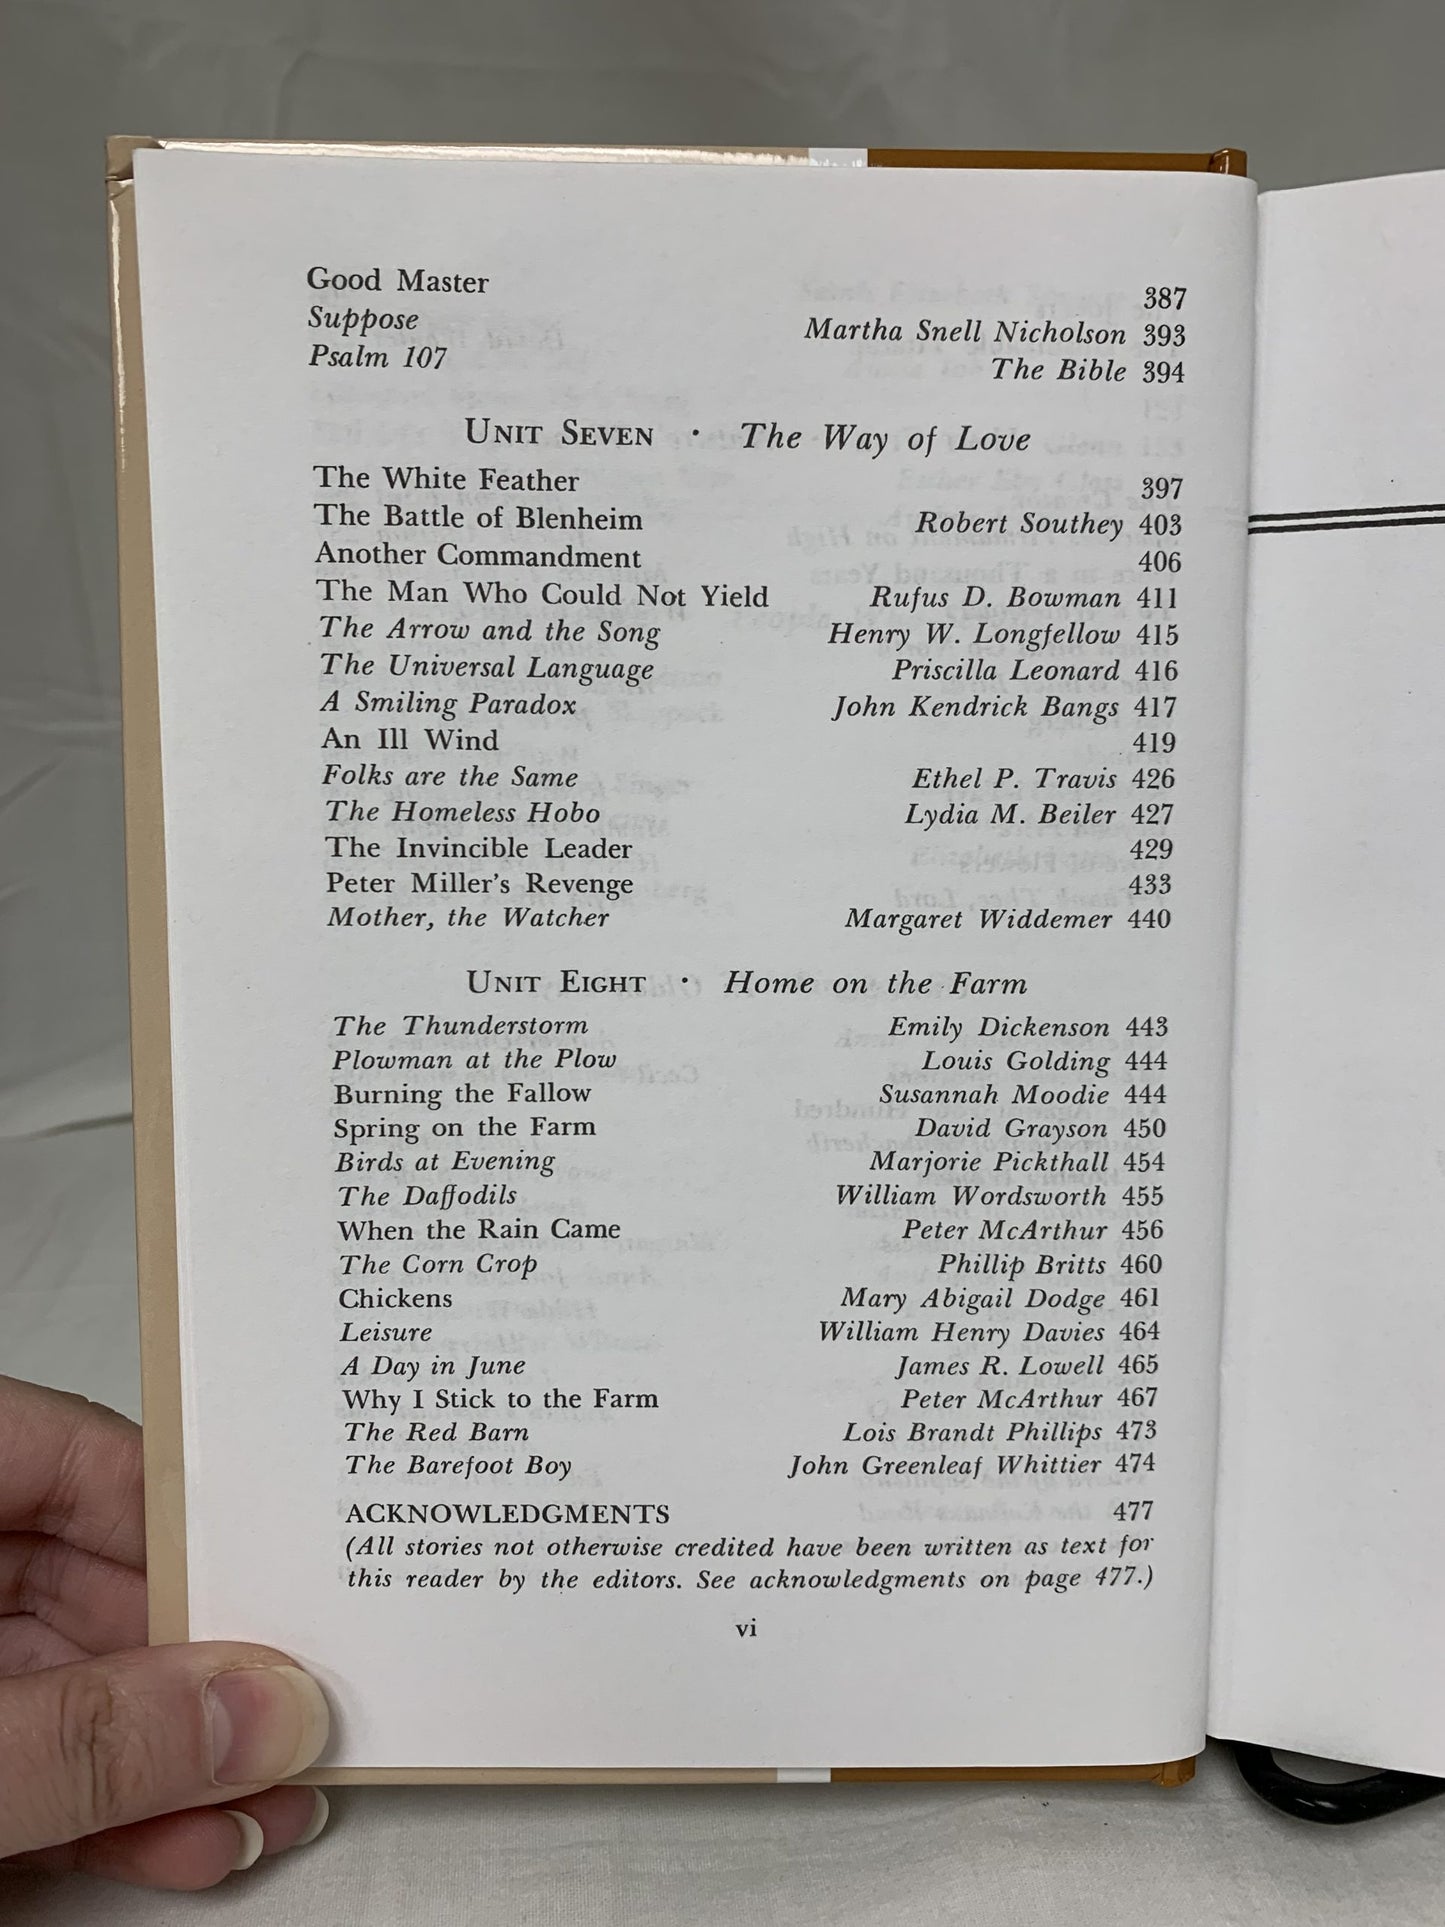 Good Master 387
Suppose Martha Snell Nicholson 393
Psalm 107 The Bible 394
UNIT SEVEN · The Way of Love
The White Feather 397
The Battle of Blenheim Robert Southey 403
Another Commandment 406
The Man Who Could Not Yield Rufus D. Bowman 411
The Arrow and the Song Henry W. Longfellow 415
The Universal Language Priscilla Leonard 416
A Smiling Paradox John Kendrick Bangs 417
An Ill Wind 419
Folks are the Same Ethel P. Travis 426
The Homeless Hobo Lydia M. Beiler 427
The Invincible Leader 429
Peter Miller's Revenge 433
Mother, the Watcher Margaret Widdemer 440
UNIT EIGHT · Home on the Farm
The Thunderstorm Emily Dickenson 443
Plowman at the Plow Louis Golding 444
Burning the Fallow Susannah Moodie 444
Spring on the Farm David Grayson 450
Birds at Evening Marjorie Pickthall 454
The Daffodils William Wordsworth 455
When the Rain Came Peter McArthur 456
The Corn Crop Phillip Britts 460
Chickens Mary Abigail Dodge 461
Leisure William Henry Davies 464
A Day in June James R. Lowell 465
Why I Stick to the Farm Peter McArthur 467
The Red Barn Lois Brandt Phillips 473
The Barefoot Boy John Greenleaf Whittier 474
ACKNOWLEDGMENTS 477
(All stories not otherwise credited have been written as text for
this reader by the editors. See acknowledgments on page 477.)
vi